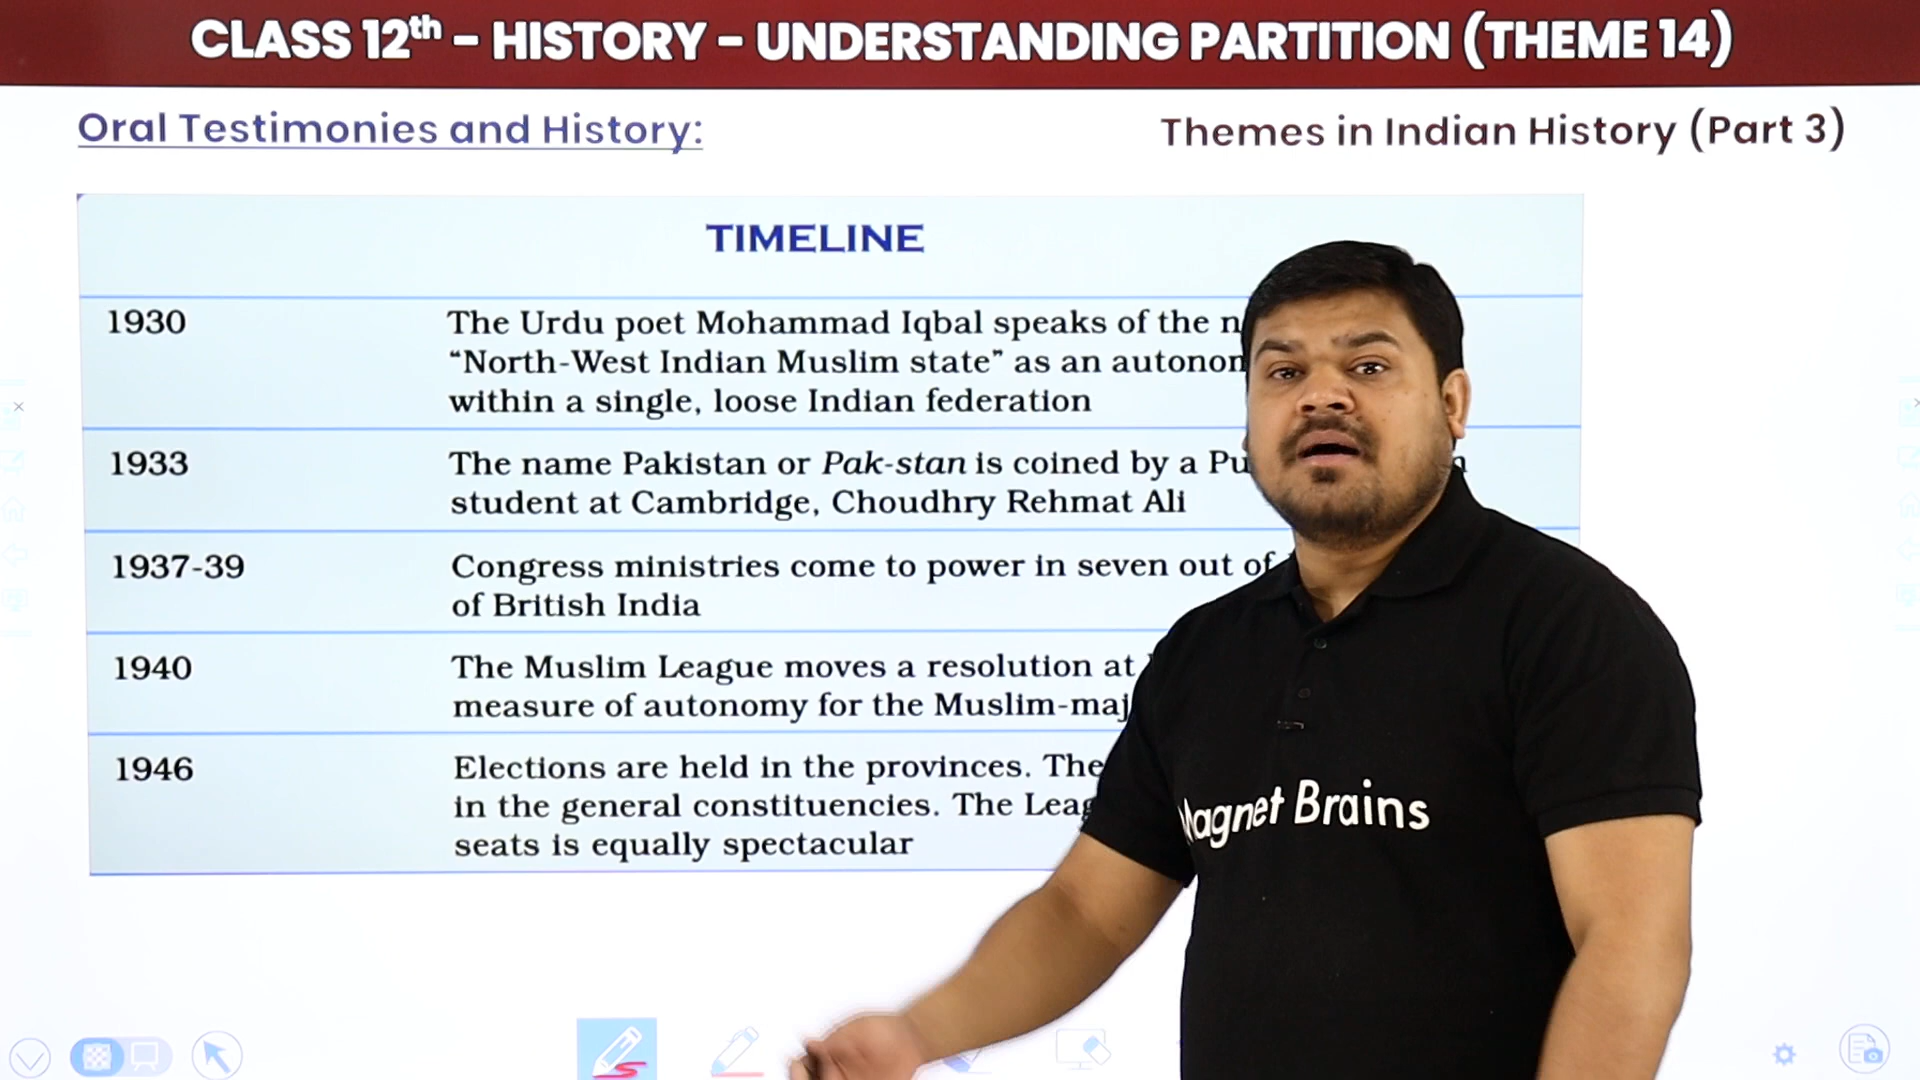 CLASS 12th - HISTORY - UNDERSTANDING PARTITION (THEME 14)
Oral Testimonies and History:
Themes in Indian History (Part 3)
TIMELINE
1930
The Urdu poet Mohammad Iqbal speaks of the
“North-West Indian Muslim state” as an
within a single, loose Indian federation
1933
The name Pakistan or Pak-stan is coined by a
student at Cambridge, Choudhry Rehmat Ali
1937-39
Congress ministries come to power in seven out of
of British India
1940
The Muslim League moves a resolution at
measure of autonomy for the
1946
Elections are held in the provinces. The
in the general constituencies. The
seats is equally spectacular
Magnet Brains